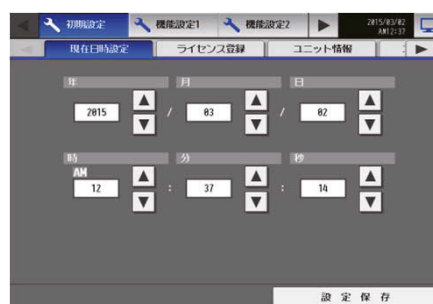 初期設定 機能設定1 機能設定2 2015/03/02
AM12:37
現在日時設定 ライセンス登録 ユニット情報
年 月 日
2015 / 03 / 02
時 分 秒
AM
12 : 37 : 14
設定保存